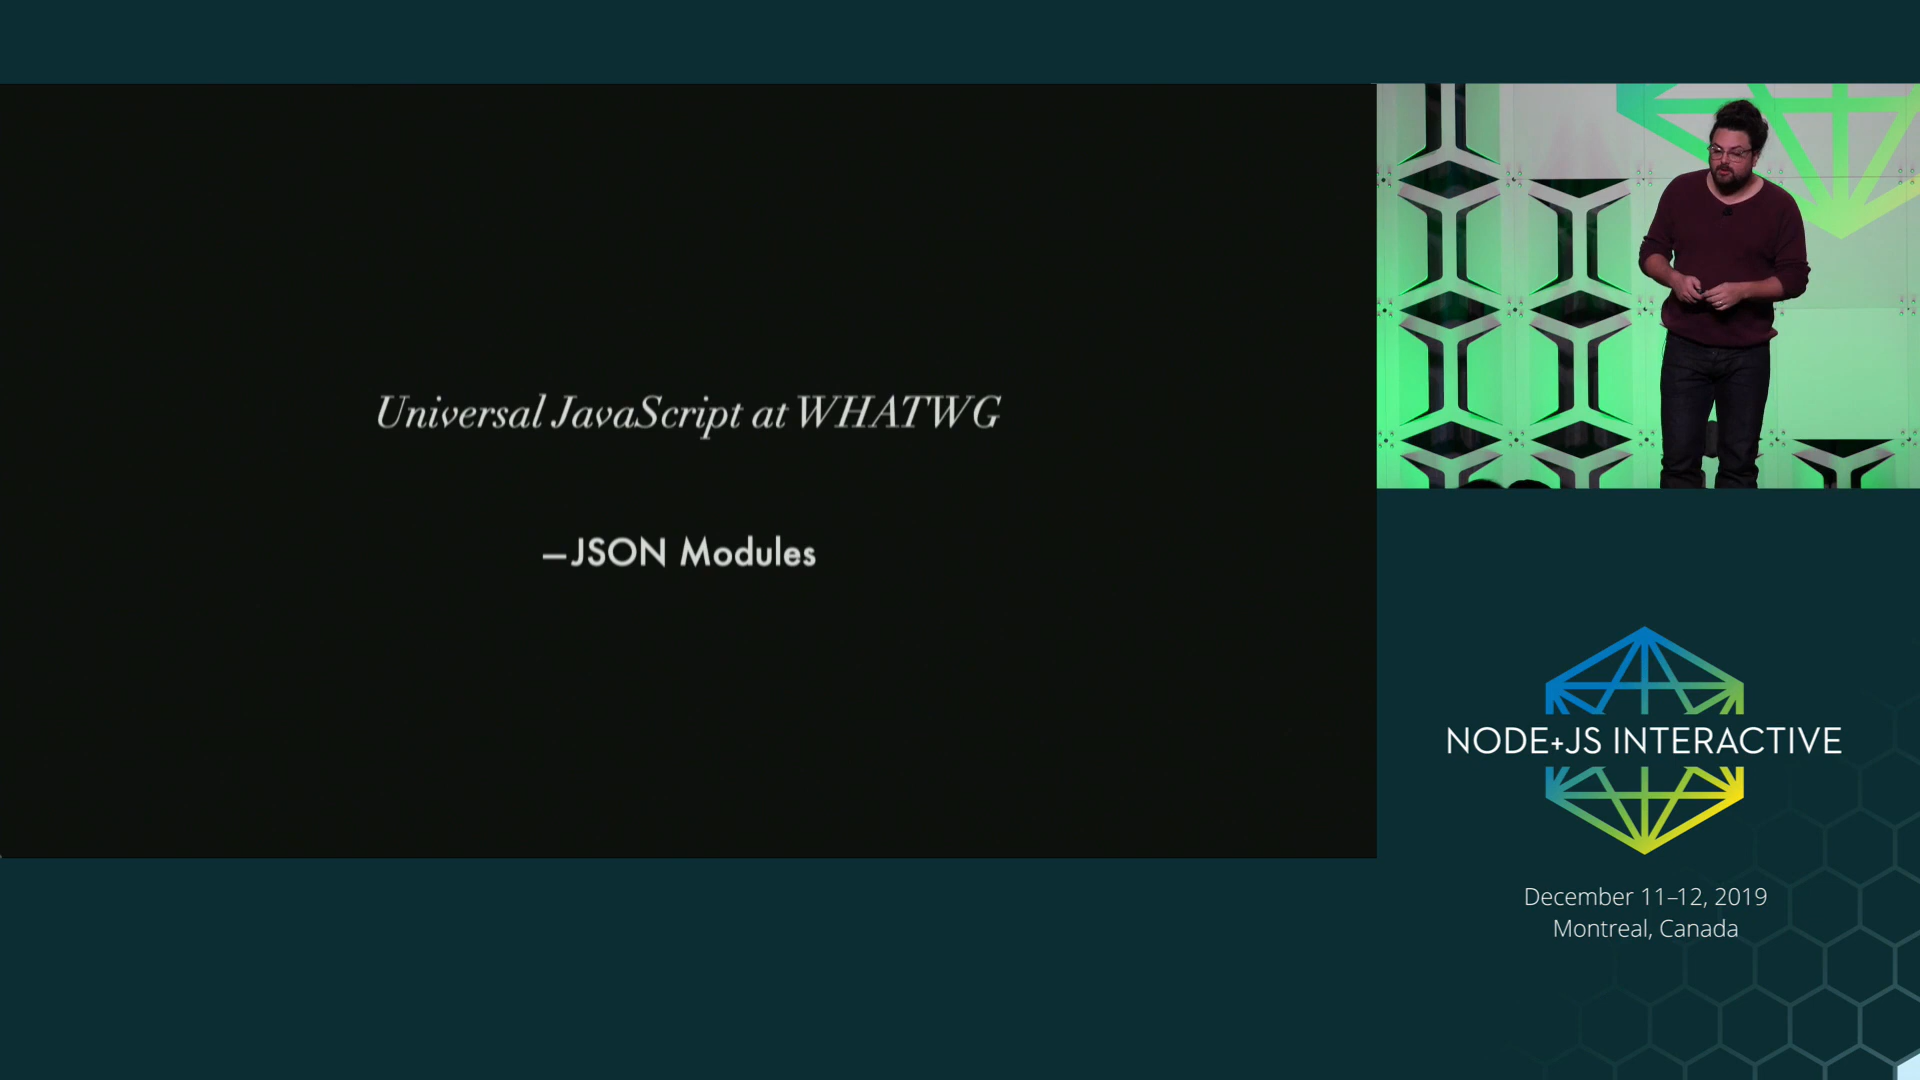 Universal JavaScript at WHATWG
—JSON Modules
NODE+JS INTERACTIVE
December 11–12, 2019
Montreal, Canada